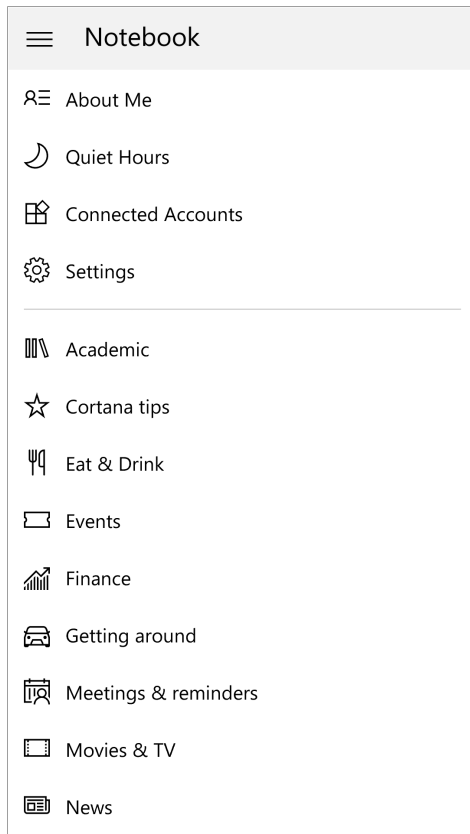 Notebook
About Me
Quiet Hours
Connected Accounts
Settings
Academic
Cortana tips
Eat & Drink
Events
Finance
Getting around
Meetings & reminders
Movies & TV
News